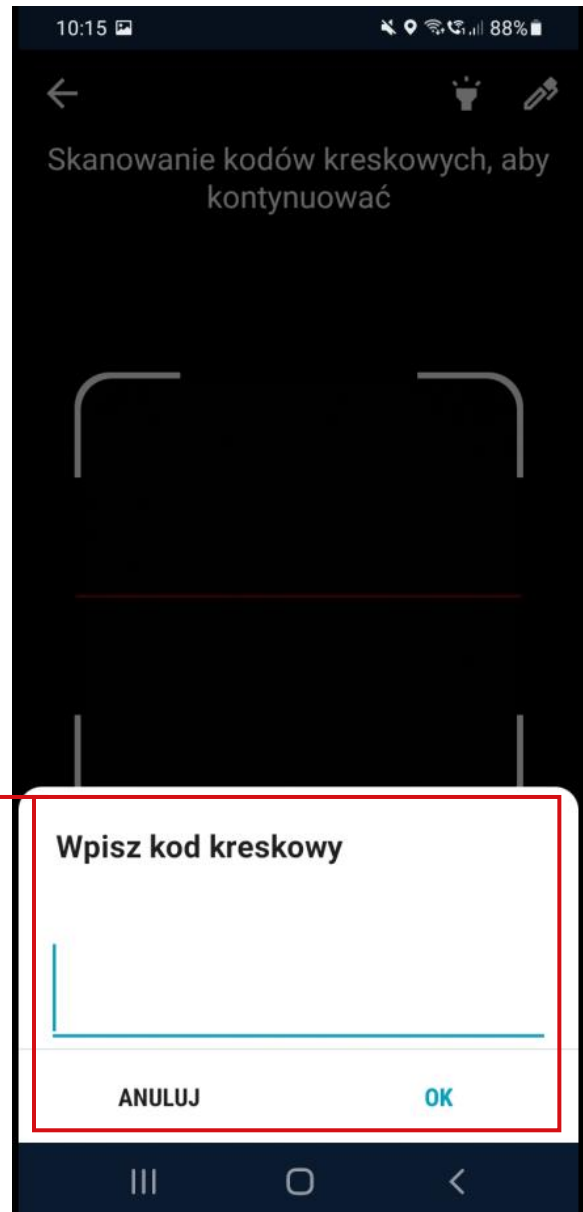 10:15 88%
Skanowanie kodów kreskowych, aby
kontynuować
Wpisz kod kreskowy
ANULUJ OK